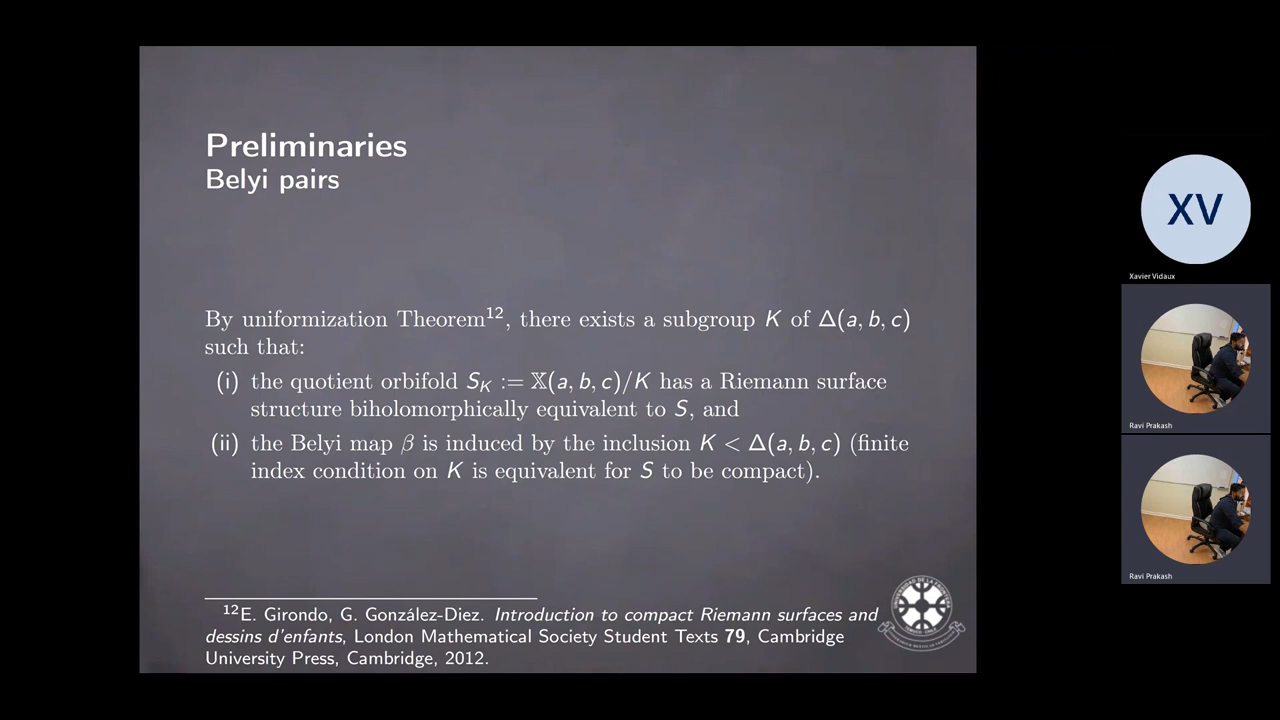 Preliminaries
Belyi pairs
By uniformization Theorem¹², there exists a subgroup K of Δ(a, b, c)
such that:
(i) the quotient orbifold S_K := 𝕏(a, b, c)/K has a Riemann surface
structure biholomorphically equivalent to S, and
(ii) the Belyi map β is induced by the inclusion K < Δ(a, b, c) (finite
index condition on K is equivalent for S to be compact).
¹²E. Girondo, G. González-Diez. Introduction to compact Riemann surfaces and
dessins d'enfants, London Mathematical Society Student Texts 79, Cambridge
University Press, Cambridge, 2012.
XV
Xavier Vidaux
Ravi Prakash
Ravi Prakash